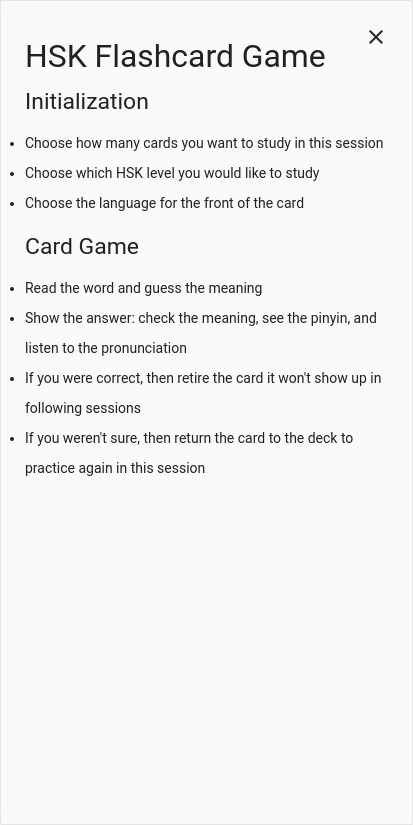 HSK Flashcard Game
Initialization
Choose how many cards you want to study in this session
Choose which HSK level you would like to study
Choose the language for the front of the card
Card Game
Read the word and guess the meaning
Show the answer: check the meaning, see the pinyin, and
listen to the pronunciation
If you were correct, then retire the card it won't show up in
following sessions
If you weren't sure, then return the card to the deck to
practice again in this session